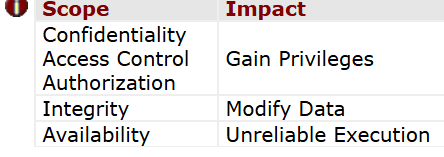 Scope Impact
Confidentiality
Access Control Gain Privileges
Authorization
Integrity Modify Data
Availability Unreliable Execution